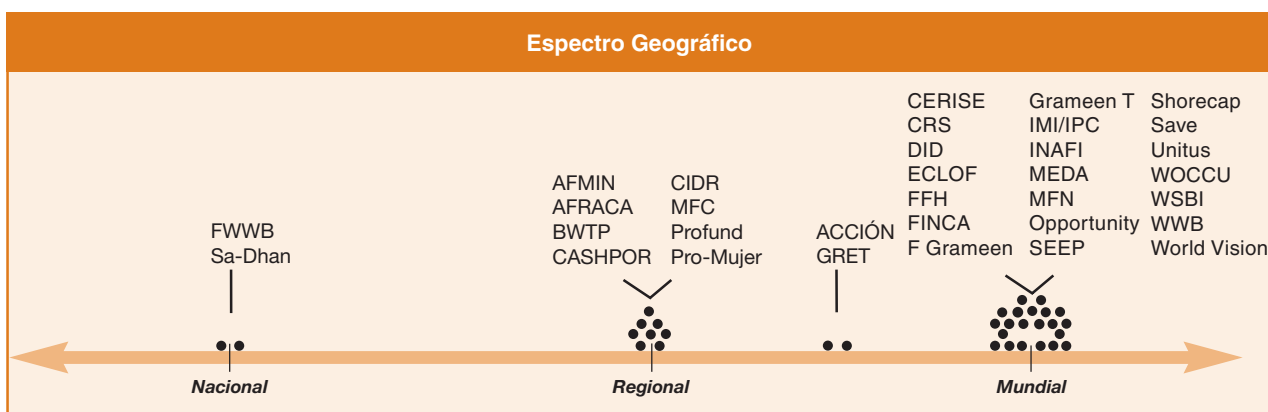 Espectro Geográfico
FWWB
Sa-Dhan
AFMIN
AFRACA
BWTP
CASHPOR
CIDR
MFC
Profund
Pro-Mujer
ACCIÓN
GRET
CERISE
CRS
DID
ECLOF
FFH
FINCA
F Grameen
Grameen T
IMI/IPC
INAFI
MEDA
MFN
Opportunity
SEEP
Shorecap
Save
Unitus
WOCCU
WSBI
WWB
World Vision
Nacional
Regional
Mundial